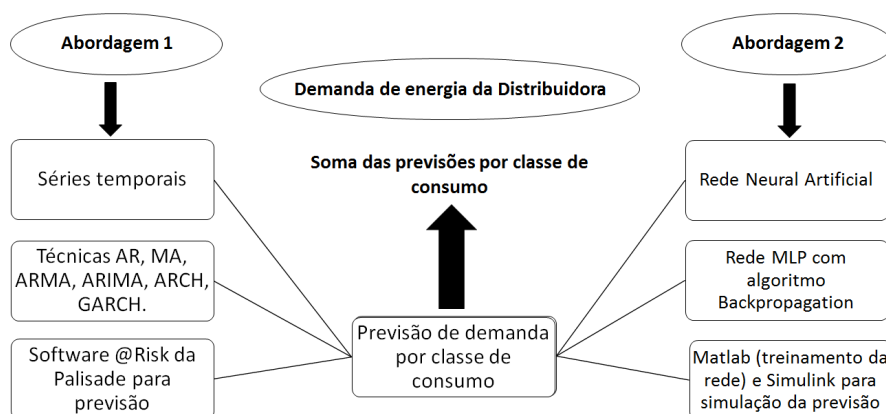 Abordagem 1
Séries temporais
Técnicas AR, MA,
ARMA, ARIMA, ARCH,
GARCH.
Software @Risk da
Palisade para
previsão
Demanda de energia da Distribuidora
Soma das previsões por classe de
consumo
Previsão de demanda
por classe de
consumo
Abordagem 2
Rede Neural Artificial
Rede MLP com
algoritmo
Backpropagation
Matlab (treinamento da
rede) e Simulink para
simulação da previsão